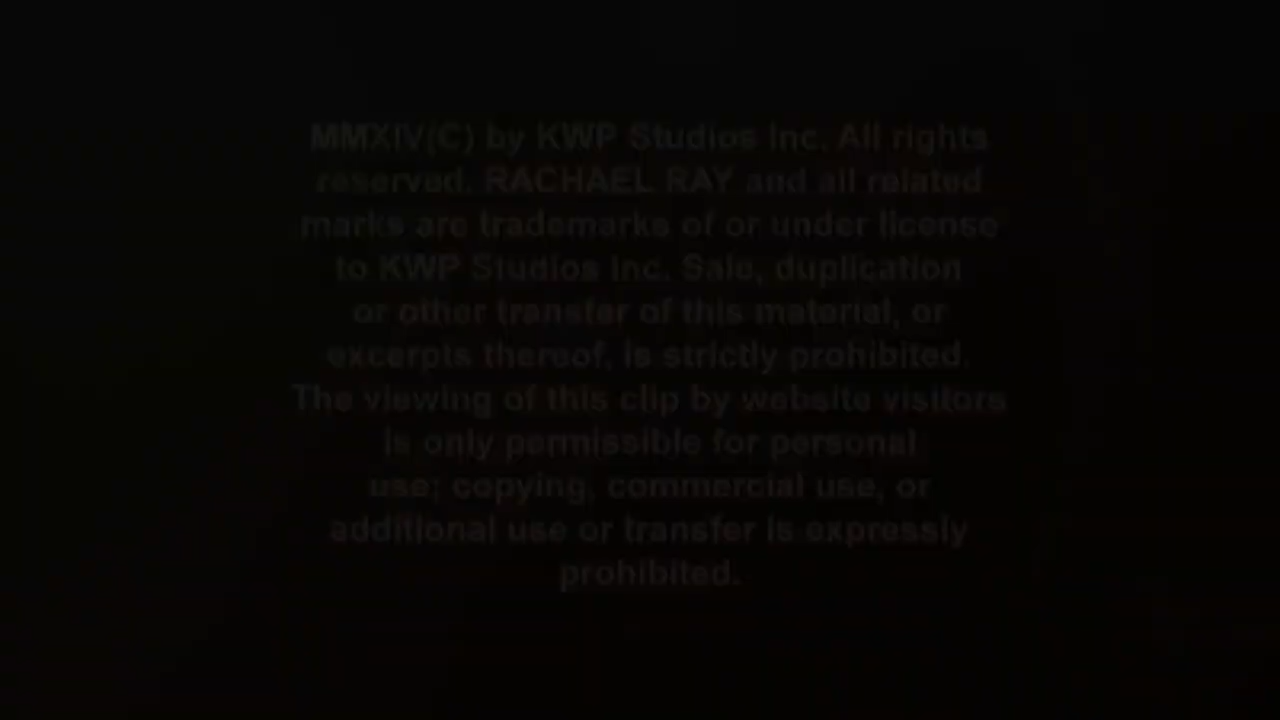 MMXIV(C) by KWP Studios Inc. All rights
reserved. RACHAEL RAY and all related
marks are trademarks of or under license
to KWP Studios Inc. Sale, duplication
or other transfer of this material, or
excerpts thereof, is strictly prohibited.
The viewing of this clip by website visitors
is only permissible for personal
use; copying, commercial use, or
additional use or transfer is expressly
prohibited.